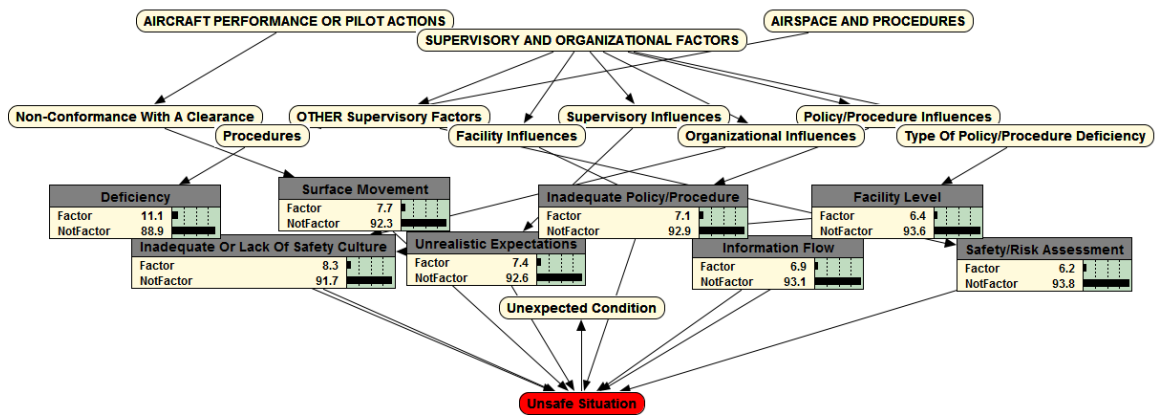 AIRCRAFT PERFORMANCE OR PILOT ACTIONS
AIRSPACE AND PROCEDURES
SUPERVISORY AND ORGANIZATIONAL FACTORS
Non-Conformance With A Clearance
OTHER Supervisory Factors
Supervisory Influences
Policy/Procedure Influences
Procedures
Facility Influences
Organizational Influences
Type Of Policy/Procedure Deficiency
Deficiency
Factor 11.1
NotFactor 88.9
Surface Movement
Factor 7.7
NotFactor 92.3
Inadequate Policy/Procedure
Factor 7.1
NotFactor 92.9
Facility Level
Factor 6.4
NotFactor 93.6
Inadequate Or Lack Of Safety Culture
Factor 8.3
NotFactor 91.7
Unrealistic Expectations
Factor 7.4
NotFactor 92.6
Information Flow
Factor 6.9
NotFactor 93.1
Safety/Risk Assessment
Factor 6.2
NotFactor 93.8
Unexpected Condition
Unsafe Situation